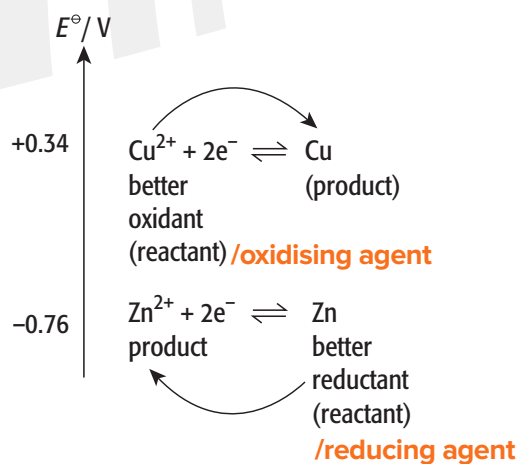 E⊖/ V
+0.34
Cu²⁺ + 2e⁻ ⇌ Cu
better
oxidant
(reactant) /oxidising agent
(product)
−0.76
Zn²⁺ + 2e⁻ ⇌ Zn
product
better
reductant
(reactant)
/reducing agent